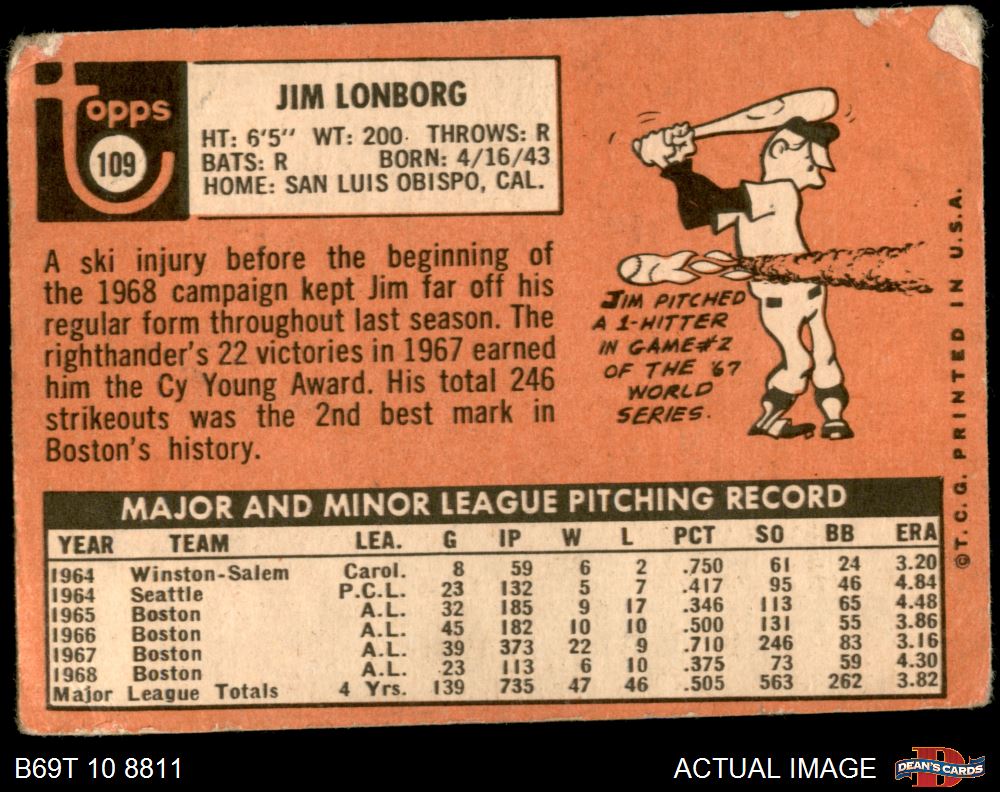 Topps
109
JIM LONBORG
HT: 6'5" WT: 200 THROWS: R
BATS: R BORN: 4/16/43
HOME: SAN LUIS OBISPO, CAL.
A ski injury before the beginning of
the 1968 campaign kept Jim far off his
regular form throughout last season. The
righthander's 22 victories in 1967 earned
him the Cy Young Award. His total 246
strikeouts was the 2nd best mark in
Boston's history.
JIM PITCHED
A 1-HITTER
IN GAME #2
OF THE '67
WORLD
SERIES.
©T.C.G. PRINTED IN U.S.A.
MAJOR AND MINOR LEAGUE PITCHING RECORD
YEAR TEAM LEA. G IP W L PCT SO BB ERA
1964 Winston-Salem Carol. 8 59 6 2 .750 61 24 3.20
1964 Seattle P.C.L. 23 132 5 7 .417 95 46 4.84
1965 Boston A.L. 32 185 9 17 .346 113 65 4.48
1966 Boston A.L. 45 182 10 10 .500 131 55 3.86
1967 Boston A.L. 39 373 22 9 .710 246 83 3.16
1968 Boston A.L. 23 113 6 10 .375 73 59 4.30
Major League Totals 4 Yrs. 139 735 47 46 .505 563 262 3.82
B69T 10 8811
ACTUAL IMAGE
DEAN'S CARDS